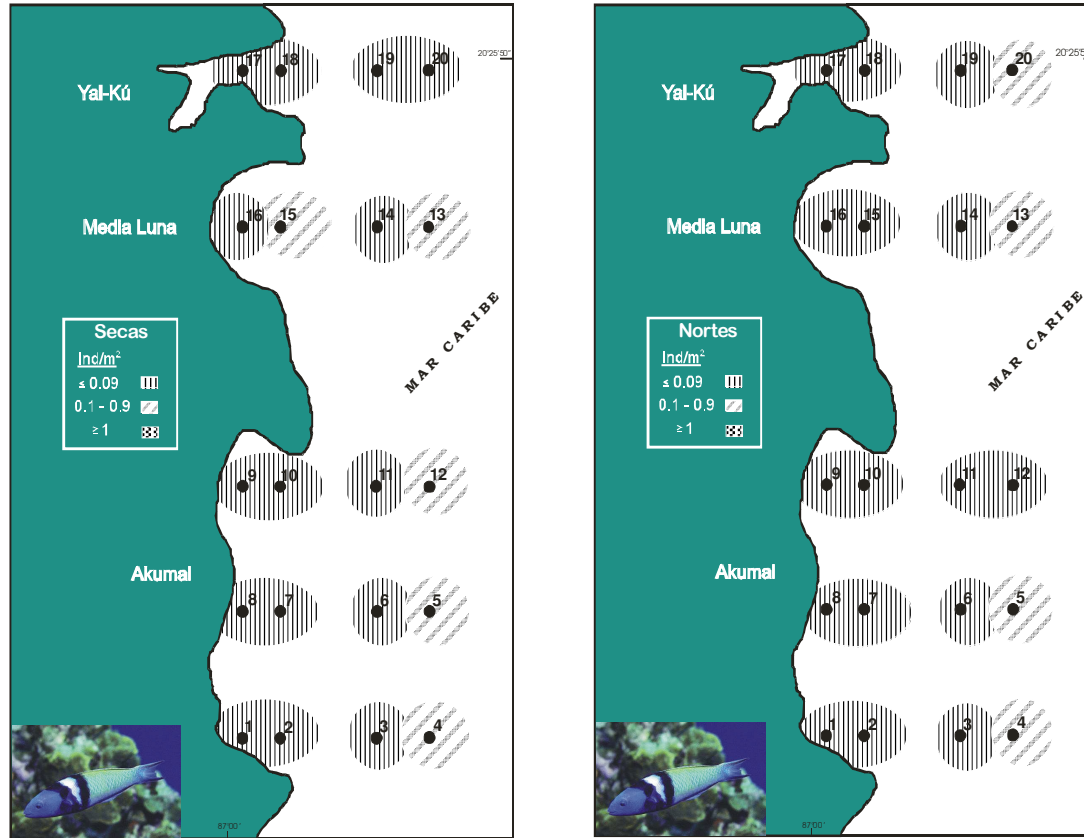 17 18 19 20
20°25'50"
Yal-Kú
16 15 14 13
Media Luna
MAR CARIBE
Secas
Ind/m²
≤ 0.09
0.1 - 0.9
≥ 1
9 10 11 12
Akumal
8 7 6 5
1 2 3 4
87°00'
17 18 19 20
20°25'5
Yal-Kú
16 15 14 13
Media Luna
MAR CARIBE
Nortes
Ind/m²
≤ 0.09
0.1 - 0.9
≥ 1
9 10 11 12
Akumal
8 7 6 5
1 2 3 4
87°00'